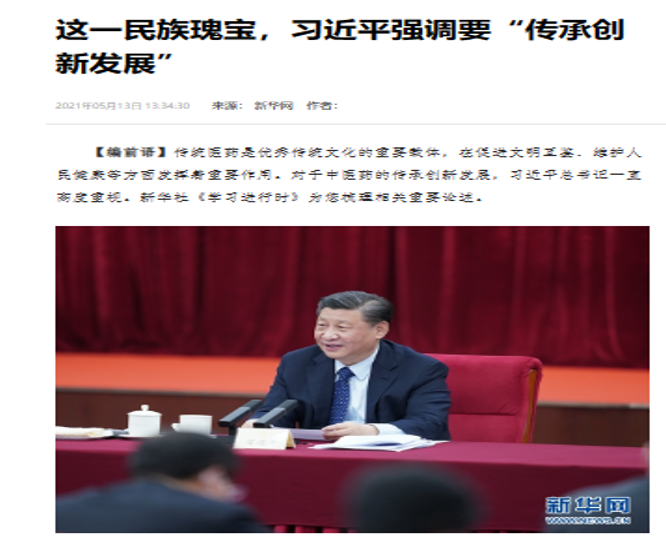 这一民族瑰宝，习近平强调要“传承创
新发展”
2021年05月13日 13:34:30 来源： 新华网 作者：
【编前语】传统医药是优秀传统文化的重要载体，在促进文明互鉴、维护人
民健康等方面发挥着重要作用。对于中医药的传承创新发展，习近平总书记一直
高度重视。新华社《学习进行时》为您梳理相关重要论述。
新华网
WWW.NEWS.CN